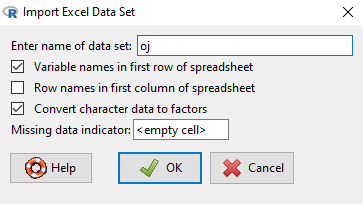 Import Excel Data Set
Enter name of data set: oj
Variable names in first row of spreadsheet
Row names in first column of spreadsheet
Convert character data to factors
Missing data indicator: <empty cell>
Help OK Cancel